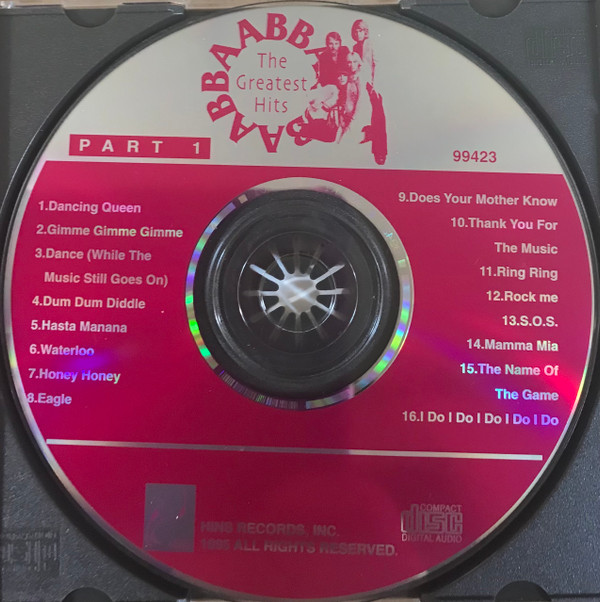 ABBAABBAABBA
The
Greatest
Hits
PART 1
99423
1.Dancing Queen
2.Gimme Gimme Gimme
3.Dance (While The
Music Still Goes On)
4.Dum Dum Diddle
5.Hasta Manana
6.Waterloo
7.Honey Honey
8.Eagle
9.Does Your Mother Know
10.Thank You For
The Music
11.Ring Ring
12.Rock me
13.S.O.S.
14.Mamma Mia
15.The Name Of
The Game
16.I Do I Do I Do I Do I Do
RECORDS, INC.
ALL RIGHTS RESERVED.
COMPACT
disc
DIGITAL AUDIO